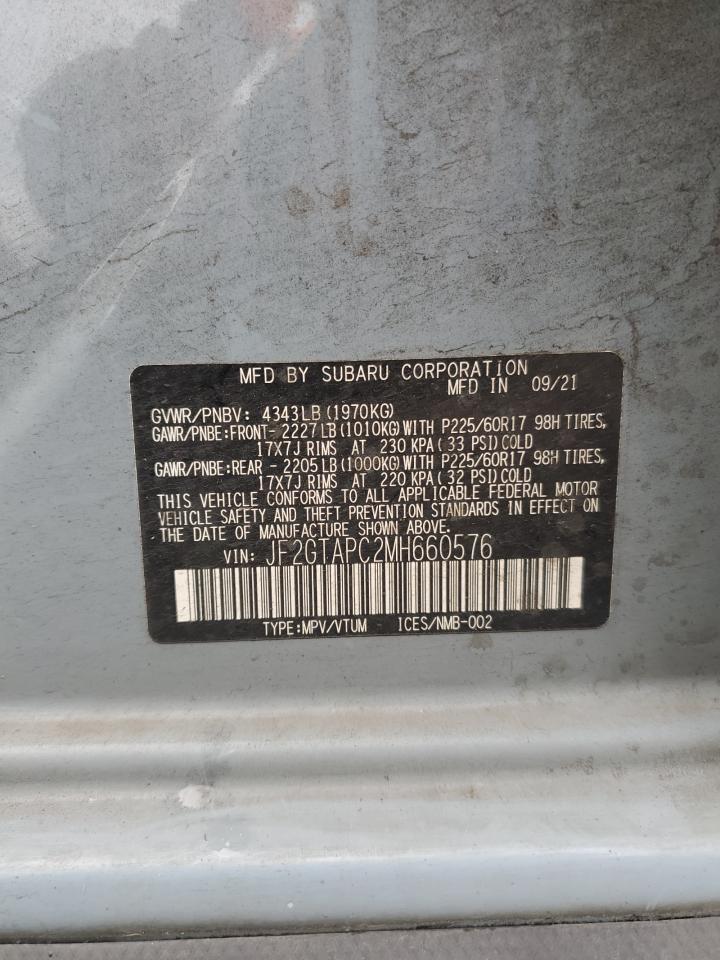 MFD BY SUBARU CORPORATION
MFD IN 09/21
GVWR/PNBV: 4343LB(1970KG)
GAWR/PNBE:FRONT- 2227LB(1010KG)WITH P225/60R17 98H TIRES,
17X7J RIMS AT 230 KPA(33 PSI)COLD
GAWR/PNBE:REAR - 2205LB(1000KG)WITH P225/60R17 98H TIRES,
17X7J RIMS AT 220 KPA(32 PSI)COLD
THIS VEHICLE CONFORMS TO ALL APPLICABLE FEDERAL MOTOR
VEHICLE SAFETY AND THEFT PREVENTION STANDARDS IN EFFECT ON
THE DATE OF MANUFACTURE SHOWN ABOVE.
VIN: JF2GTAPC2MH660576
TYPE:MPV/VTUM ICES/NMB-002